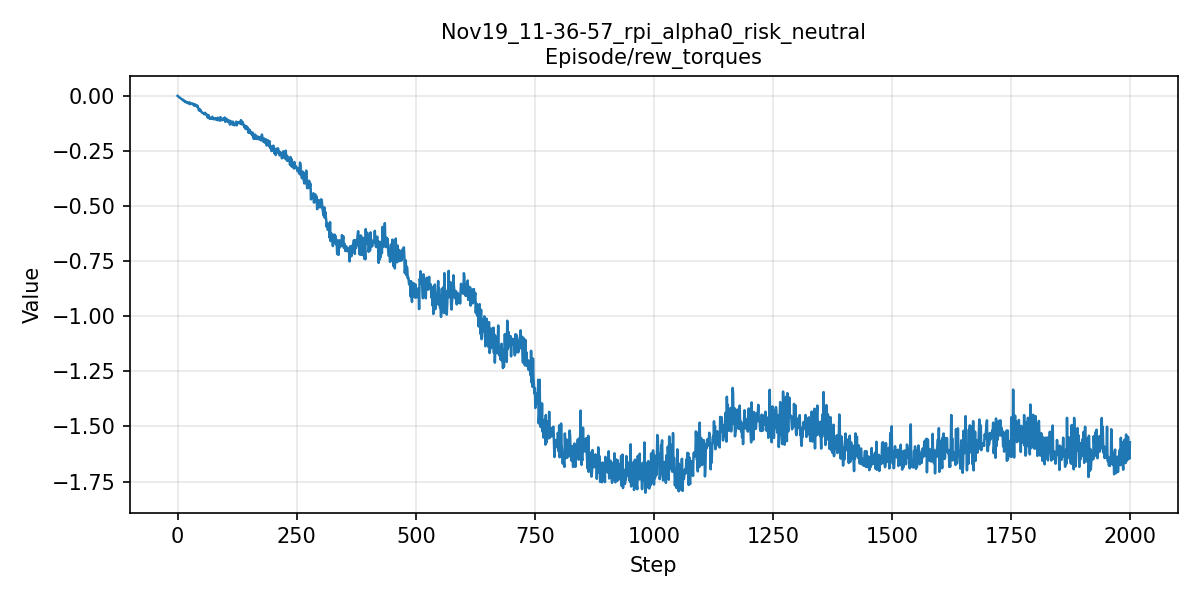 Nov19_11-36-57_rpi_alpha0_risk_neutral
Episode/rew_torques
0.00
−0.25
−0.50
−0.75
−1.00
−1.25
−1.50
−1.75
Value
0 250 500 750 1000 1250 1500 1750 2000
Step